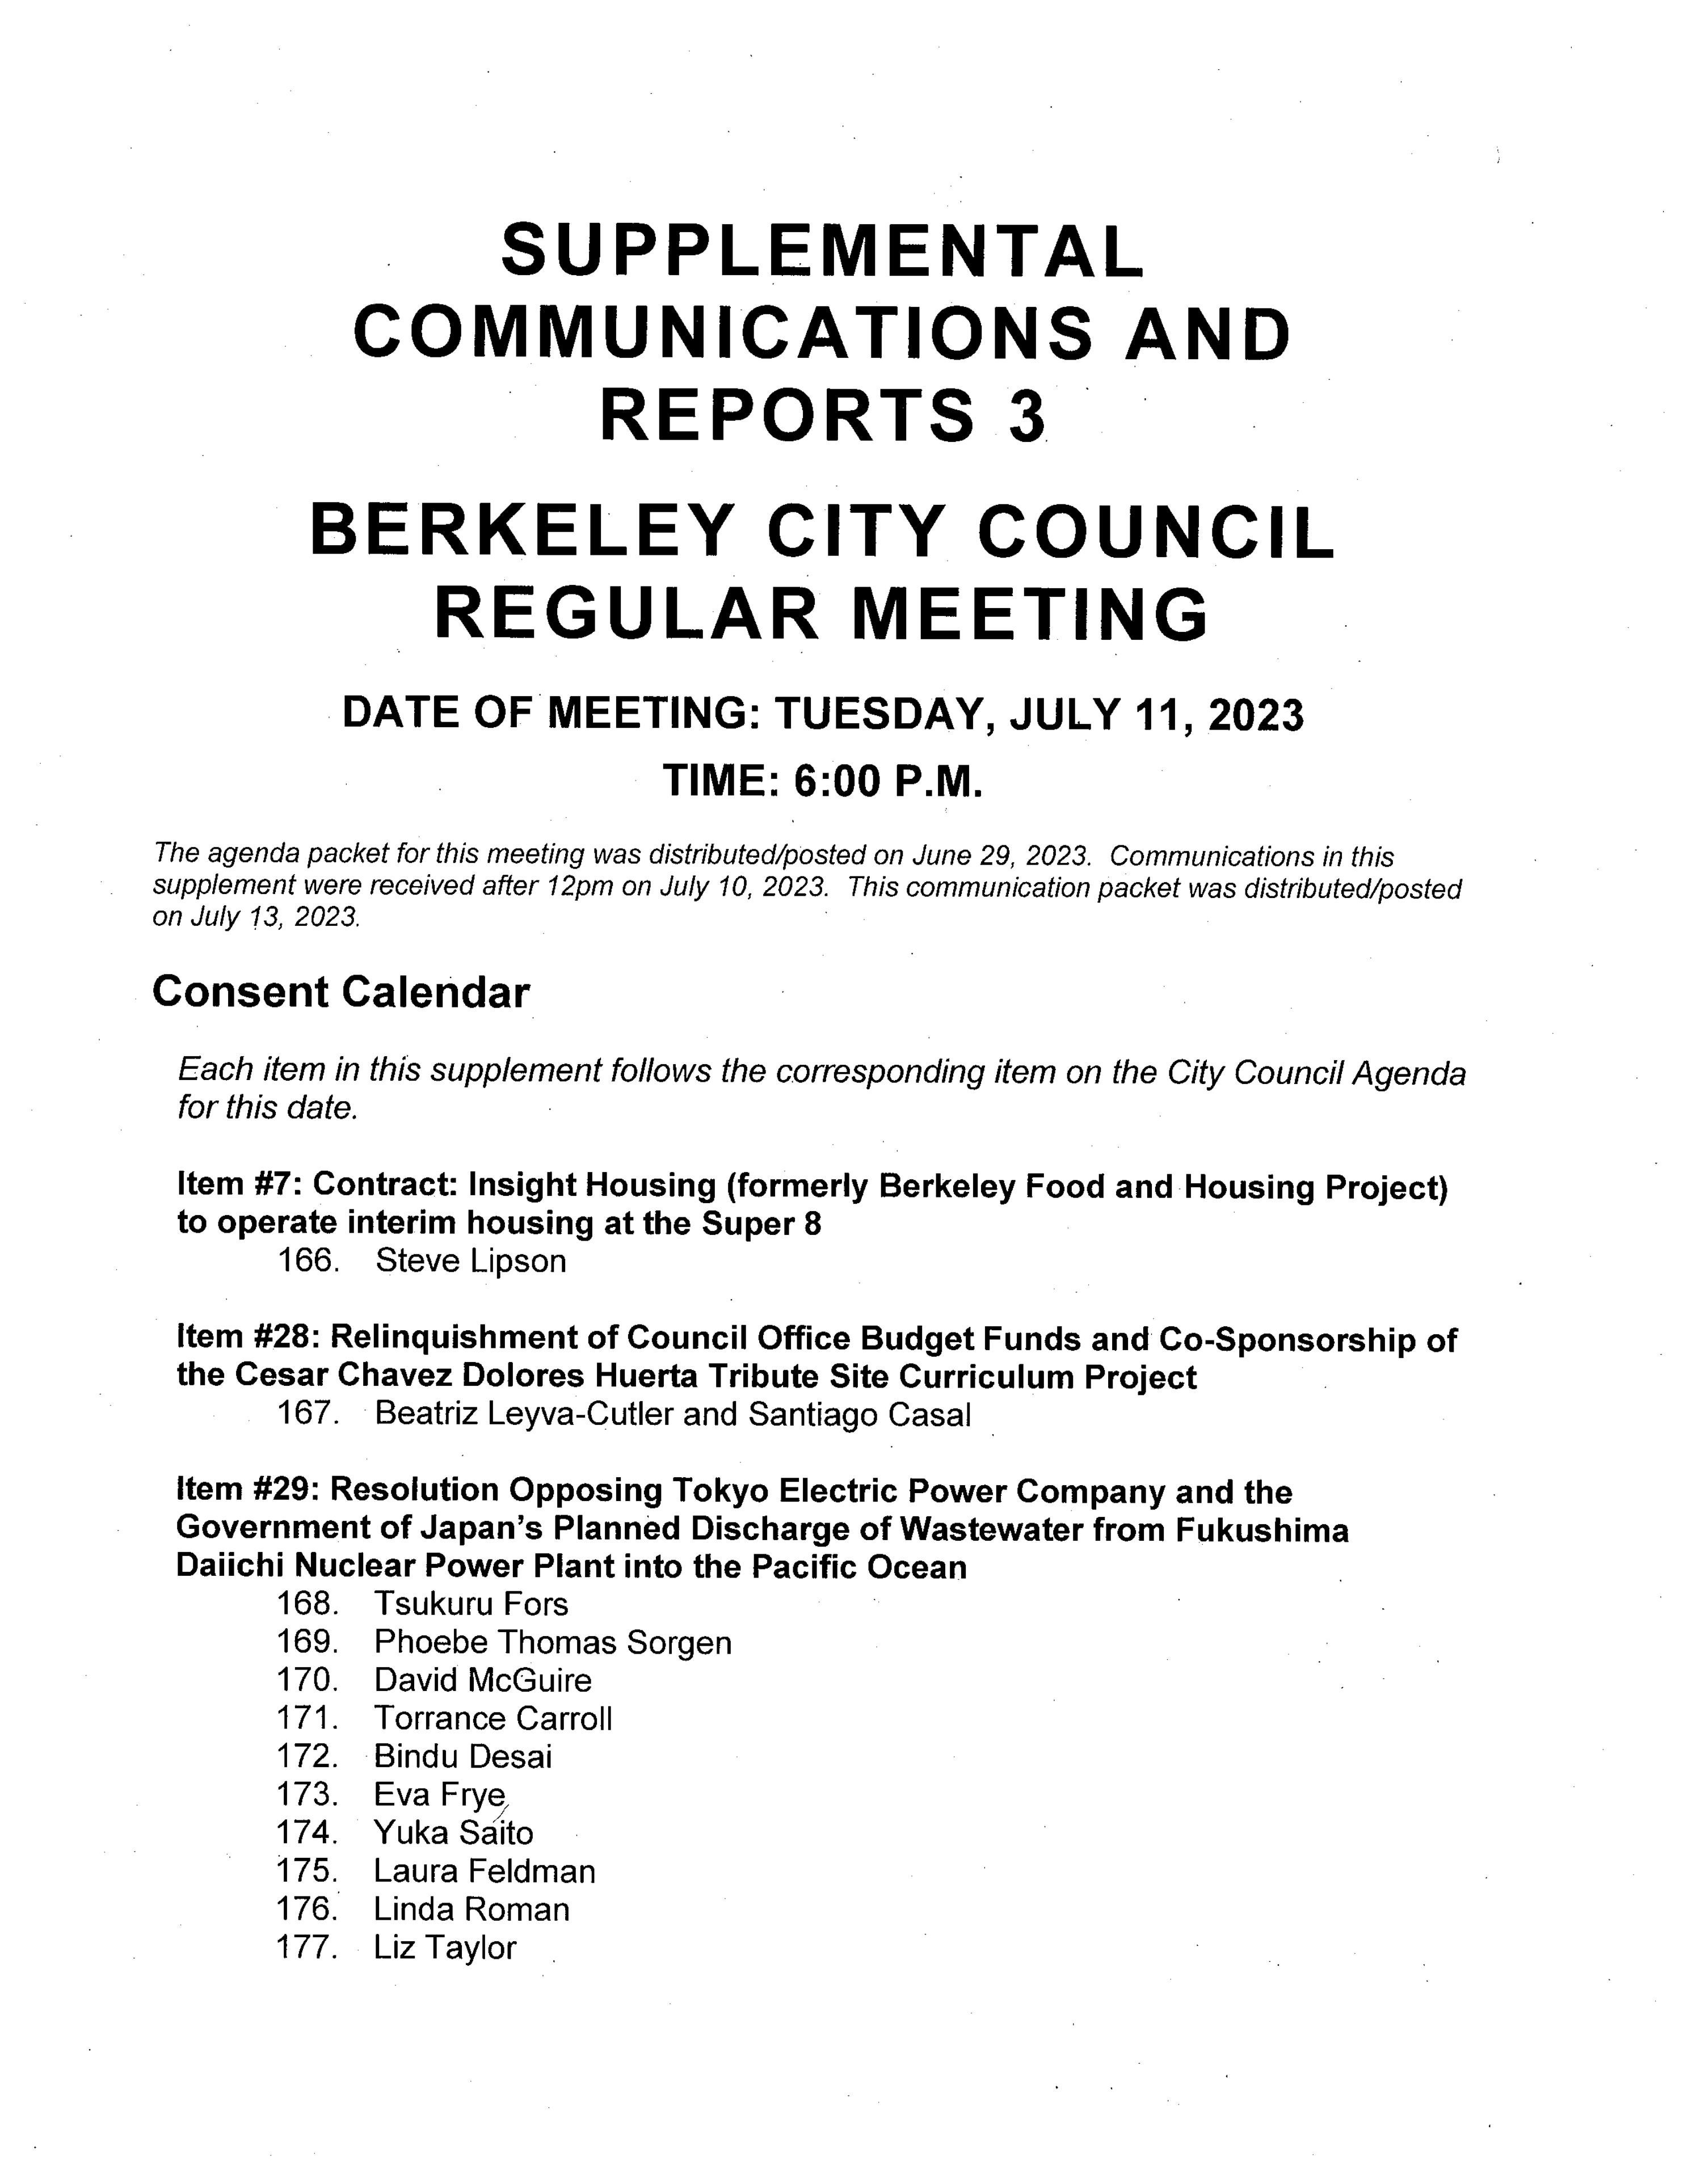 SUPPLEMENTAL
COMMUNICATIONS AND
REPORTS 3
BERKELEY CITY COUNCIL
REGULAR MEETING
DATE OF MEETING: TUESDAY, JULY 11, 2023
TIME: 6:00 P.M.
The agenda packet for this meeting was distributed/posted on June 29, 2023. Communications in this
supplement were received after 12pm on July 10, 2023. This communication packet was distributed/posted
on July 13, 2023.
Consent Calendar
Each item in this supplement follows the corresponding item on the City Council Agenda
for this date.
Item #7: Contract: Insight Housing (formerly Berkeley Food and Housing Project)
to operate interim housing at the Super 8
166. Steve Lipson
Item #28: Relinquishment of Council Office Budget Funds and Co-Sponsorship of
the Cesar Chavez Dolores Huerta Tribute Site Curriculum Project
167. Beatriz Leyva-Cutler and Santiago Casal
Item #29: Resolution Opposing Tokyo Electric Power Company and the
Government of Japan's Planned Discharge of Wastewater from Fukushima
Daiichi Nuclear Power Plant into the Pacific Ocean
168. Tsukuru Fors
169. Phoebe Thomas Sorgen
170. David McGuire
171. Torrance Carroll
172. Bindu Desai
173. Eva Frye
174. Yuka Saito
175. Laura Feldman
176. Linda Roman
177. Liz Taylor